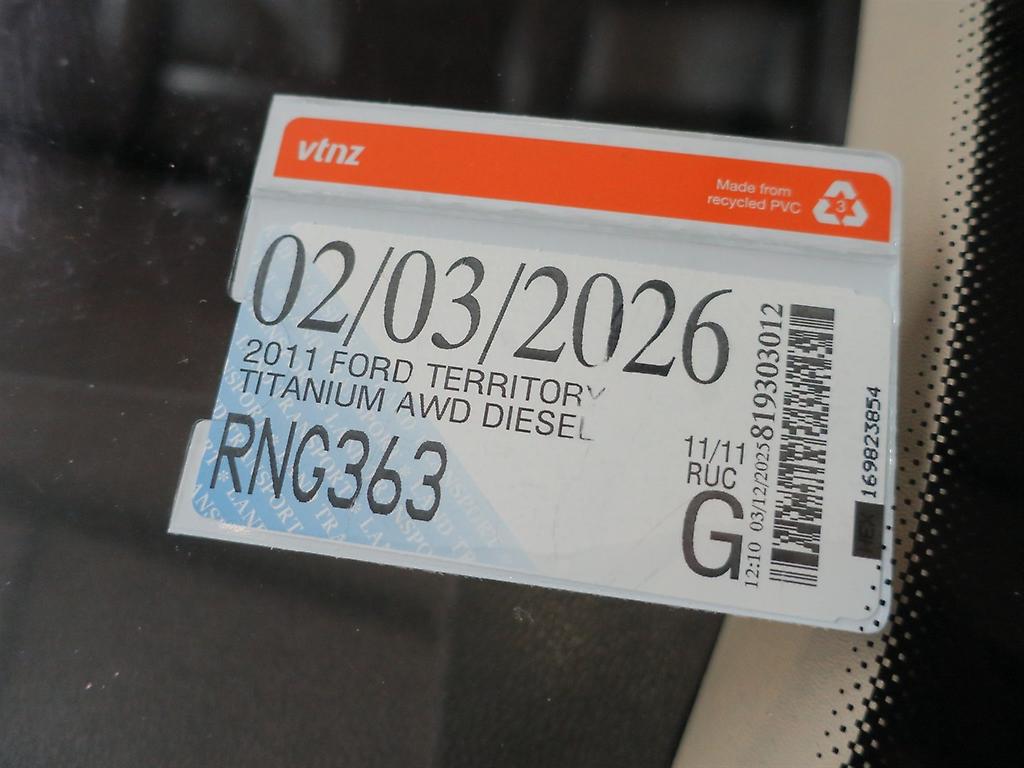 vtnz
Made from
recycled PVC
3
02/03/2026
2011 FORD TERRITORY
TITANIUM AWD DIESEL
RNG363
11/11
RUC
G
12:10 03/12/2025 819303012
169823854